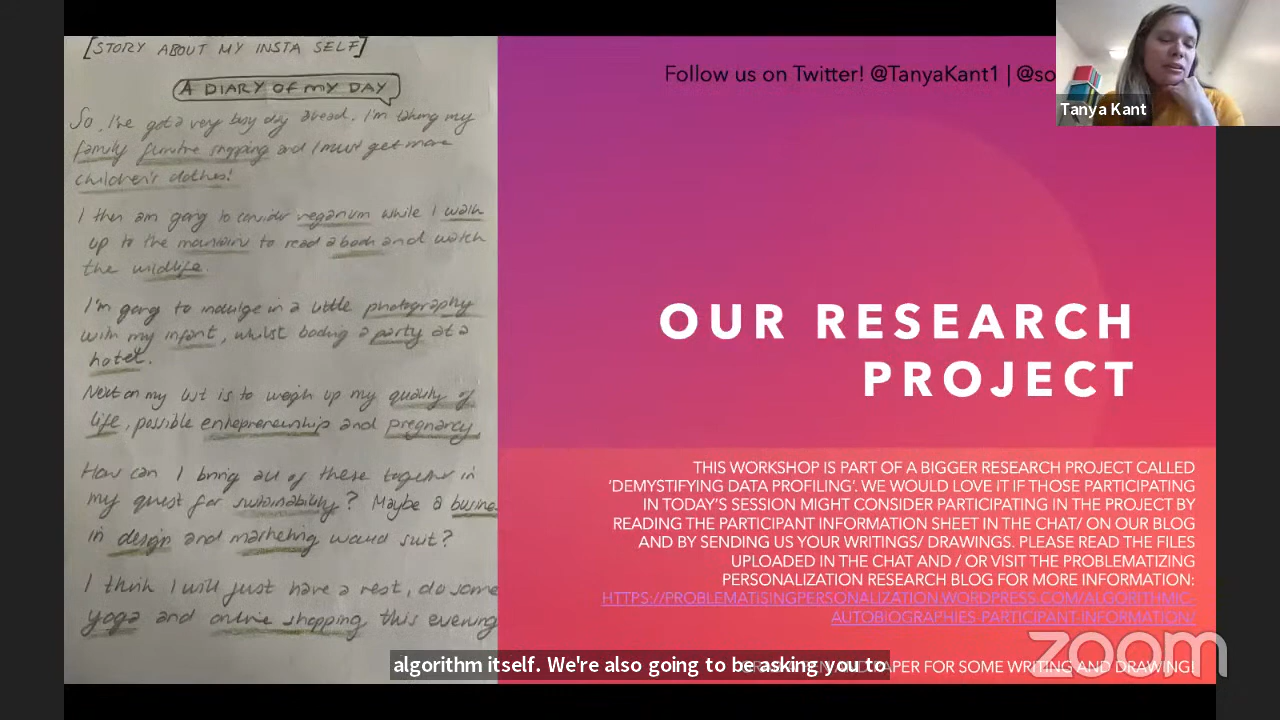 [STORY ABOUT MY INSTA SELF]
A DIARY OF MY DAY
So, I've got a very busy day ahead. I'm taking my
family furniture shopping and I must get more
children's clothes!
I then am going to consider veganism while I walk
up to the mountains to read a book and watch
the wildlife.
I'm going to indulge in a little photography
with my infant, whilst booking a party at a
hotel.
Next on my list is to weigh up my quality of
life, possible entrepreneurship and pregnancy.
How can I bring all of these together in
my quest for sustainability? Maybe a
in design and marketing would suit?
I think I will just have a rest, do some
yoga and online shopping this evening
Follow us on Twitter! @TanyaKant1 |
Tanya Kant
OUR RESEARCH
PROJECT
THIS WORKSHOP IS PART OF A BIGGER RESEARCH PROJECT CALLED
'DEMYSTIFYING DATA PROFILING'. WE WOULD LOVE IT IF THOSE PARTICIPATING
IN TODAY'S SESSION MIGHT CONSIDER PARTICIPATING IN THE PROJECT BY
READING THE PARTICIPANT INFORMATION SHEET IN THE CHAT/ ON OUR BLOG
AND BY SENDING US YOUR WRITINGS/ DRAWINGS. PLEASE READ THE FILES
UPLOADED IN THE CHAT AND / OR VISIT THE PROBLEMATIZING
PERSONALIZATION RESEARCH BLOG FOR MORE INFORMATION:
HTTPS://PROBLEMATISINGPERSONALIZATION.WORDPRESS.COM/ALGORITHMIC-
AUTOBIOGRAPHIES-PARTICIPANT-INFORMATION/
PAPER FOR SOME WRITING AND DRAWING!
algorithm itself. We're also going to be asking you to
zoom